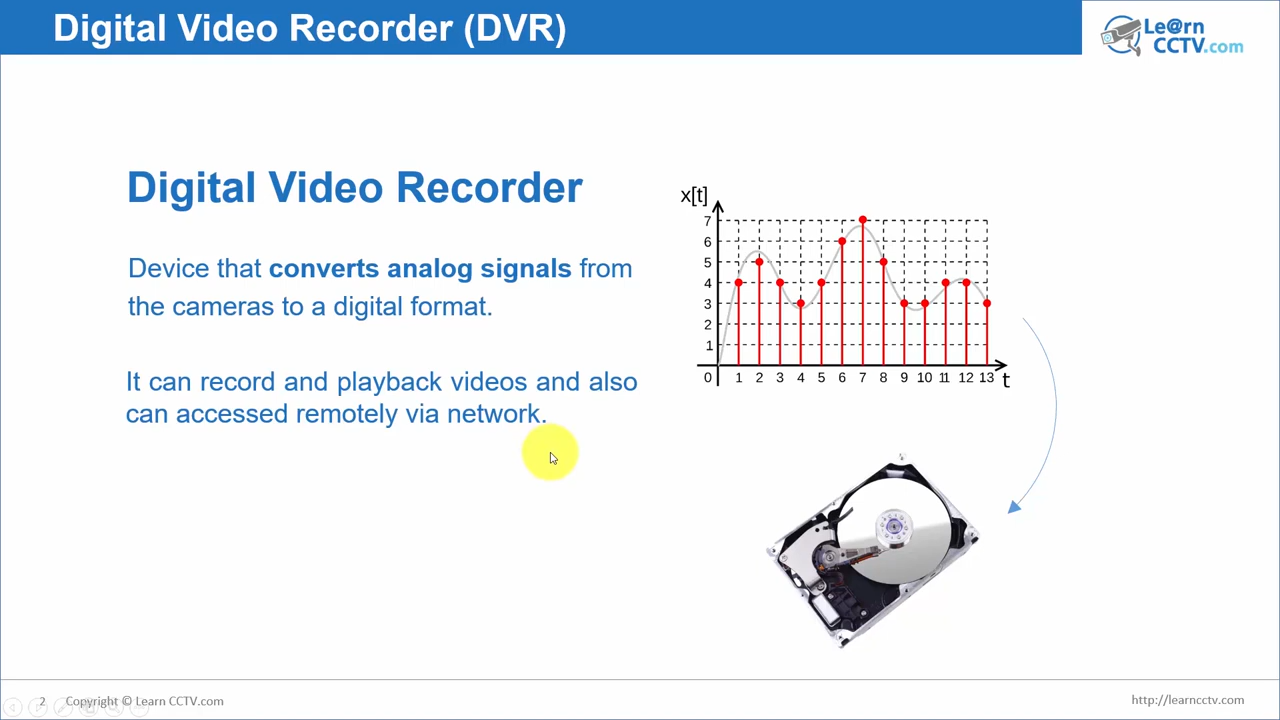 Digital Video Recorder (DVR)
Le@rn
CCTV.com
Digital Video Recorder
Device that converts analog signals from
the cameras to a digital format.
It can record and playback videos and also
can accessed remotely via network.
x[t]
7
6
5
4
3
2
1
0 1 2 3 4 5 6 7 8 9 10 11 12 13 t
2 Copyright © Learn CCTV.com
http://learncctv.com